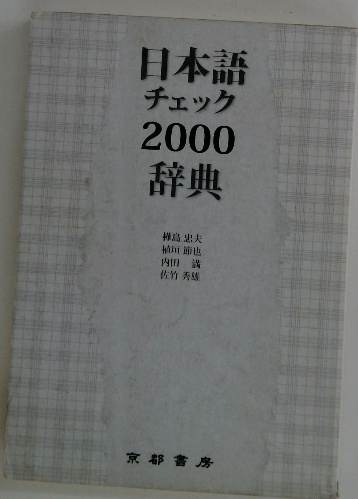 日本語
チェック
2000
辞典
樺島 忠夫
植垣 節也
内田 満
佐竹 秀雄
京都書房